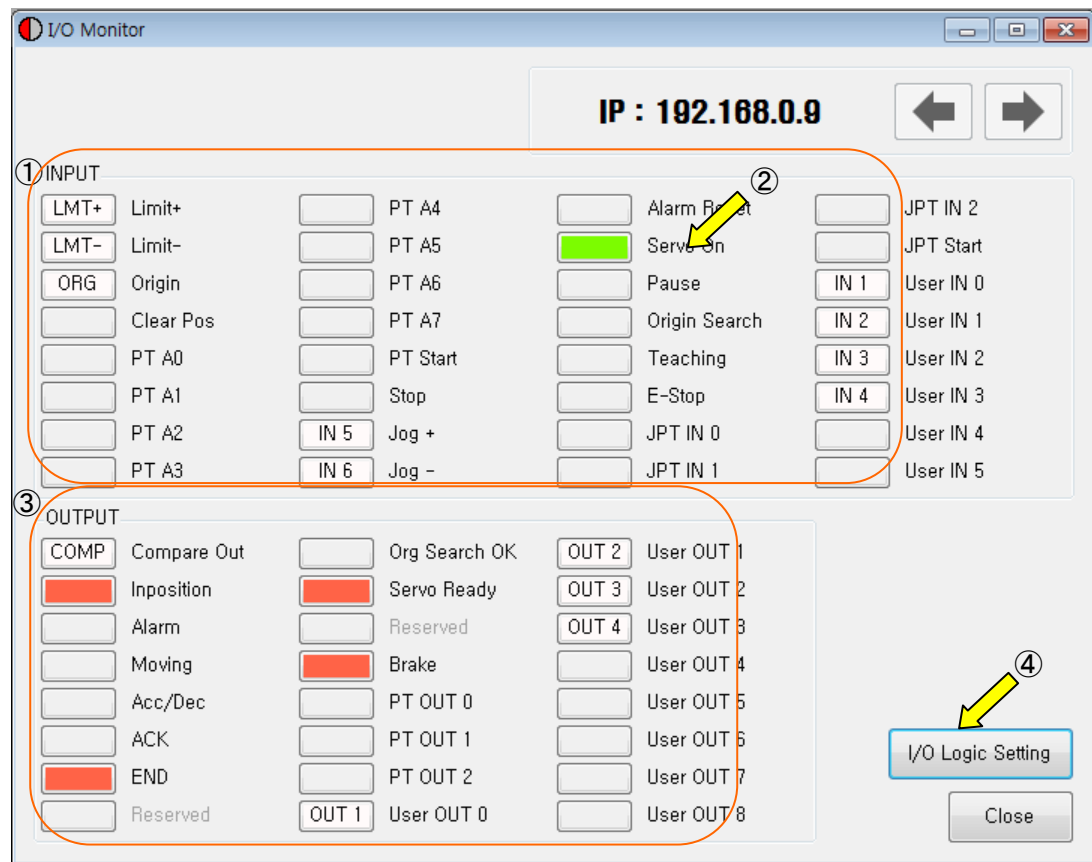 I/O Monitor
IP : 192.168.0.9
① INPUT
②
LMT+ Limit+ PT A4 Alarm Reset JPT IN 2
LMT- Limit- PT A5 Servo On JPT Start
ORG Origin PT A6 Pause IN 1 User IN 0
Clear Pos PT A7 Origin Search IN 2 User IN 1
PT A0 PT Start Teaching IN 3 User IN 2
PT A1 Stop E-Stop IN 4 User IN 3
PT A2 IN 5 Jog + JPT IN 0 User IN 4
PT A3 IN 6 Jog - JPT IN 1 User IN 5
③ OUTPUT
COMP Compare Out Org Search OK OUT 2 User OUT 1
Inposition Servo Ready OUT 3 User OUT 2
Alarm Reserved OUT 4 User OUT 3
Moving Brake User OUT 4
④
Acc/Dec PT OUT 0 User OUT 5
ACK PT OUT 1 User OUT 6
I/O Logic Setting
END PT OUT 2 User OUT 7
Reserved OUT 1 User OUT 0 User OUT 8
Close